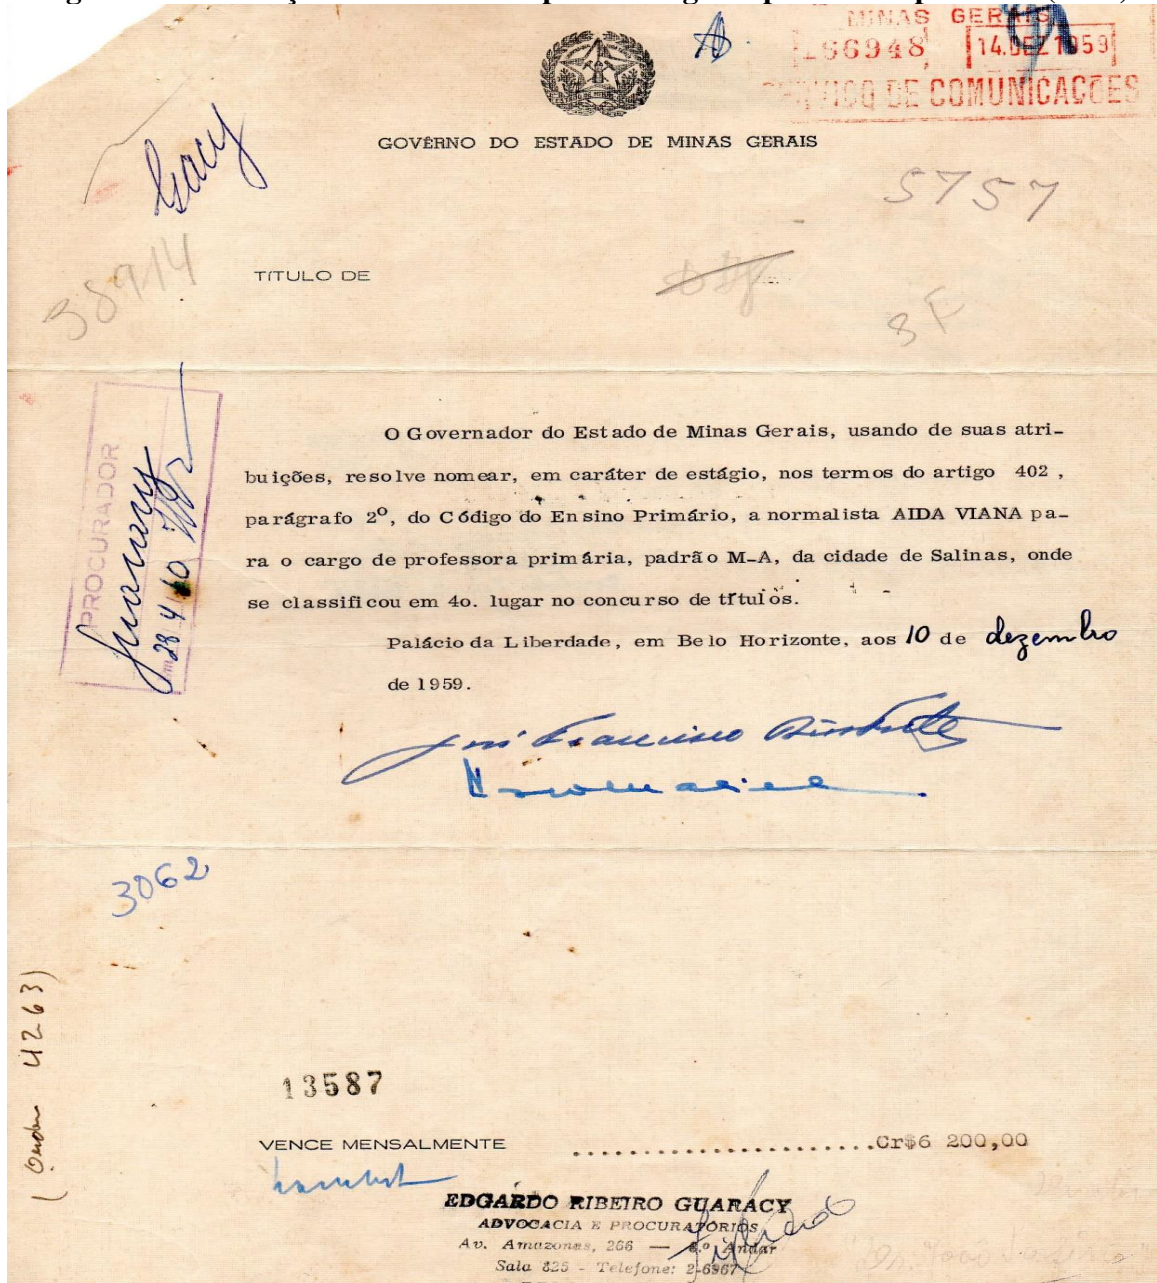 MINAS GERAIS
66948 14.DEZ 1959
SERVIÇO DE COMUNICAÇÕES
GOVÊRNO DO ESTADO DE MINAS GERAIS
5757
38914
TÍTULO DE
3F
PROCURADOR
28 4 60
O Governador do Estado de Minas Gerais, usando de suas atri-
buições, resolve nomear, em caráter de estágio, nos termos do artigo 402 ,
parágrafo 2º, do Código do Ensino Primário, a normalista AIDA VIANA pa-
ra o cargo de professora primária, padrão M-A, da cidade de Salinas, onde
se classificou em 4o. lugar no concurso de títulos.
Palácio da Liberdade, em Belo Horizonte, aos 10 de dezembro
de 1959.
3062
4263)
13587
VENCE MENSALMENTE ......................Cr$6 200,00
EDGARDO RIBEIRO GUARACY
ADVOCACIA E PROCURATÓRIOS
Av. Amazonas, 266 — 8.º Andar
Sala 825 - Telefone: 2-6967